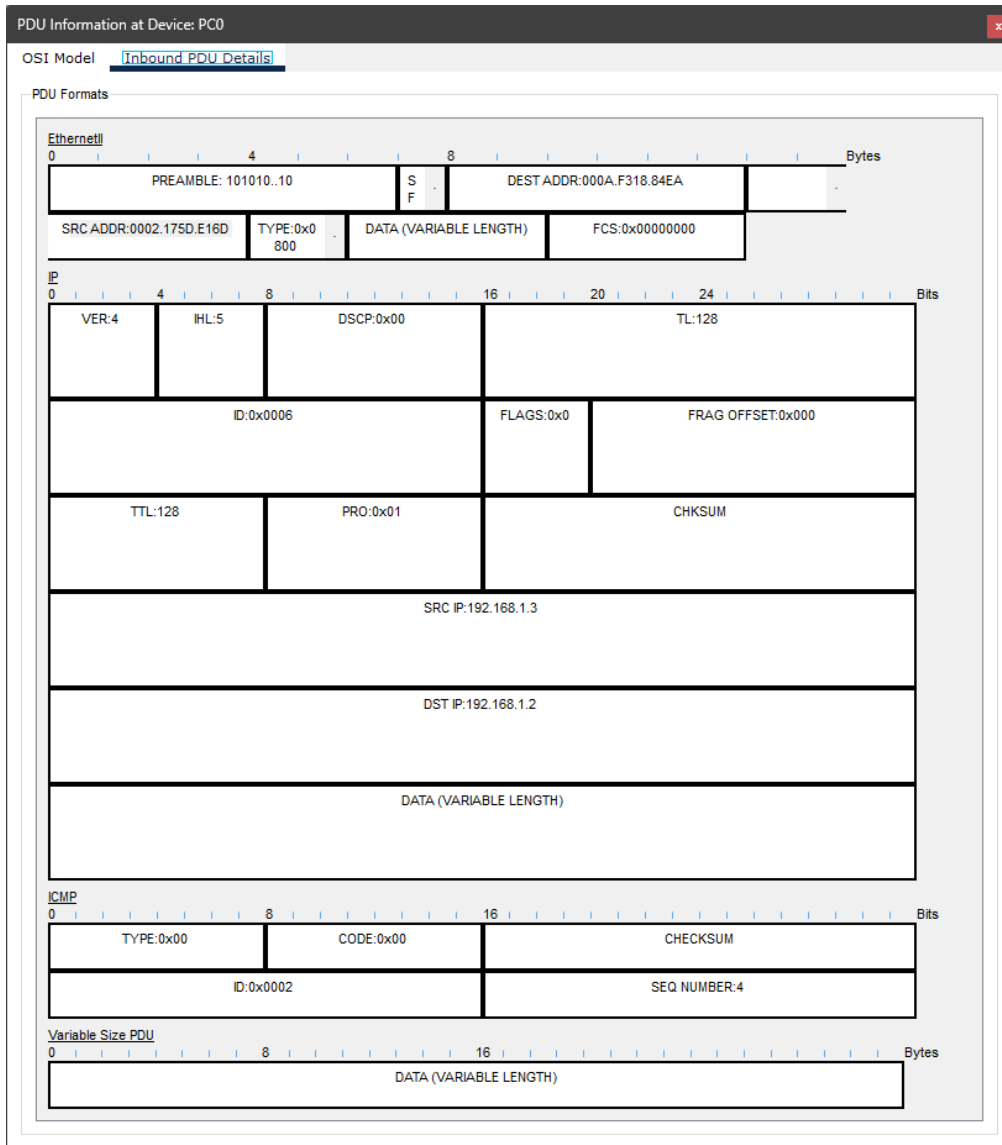 PDU Information at Device: PC0
x
OSI Model Inbound PDU Details
PDU Formats
EthernetII
0 4 8 Bytes
PREAMBLE: 101010..10 SF . DEST ADDR:000A.F318.84EA .
SRC ADDR:0002.175D.E16D TYPE:0x0800 . DATA (VARIABLE LENGTH) FCS:0x00000000
IP
0 4 8 16 20 24 Bits
VER:4 IHL:5 DSCP:0x00 TL:128
ID:0x0006 FLAGS:0x0 FRAG OFFSET:0x000
TTL:128 PRO:0x01 CHKSUM
SRC IP:192.168.1.3
DST IP:192.168.1.2
DATA (VARIABLE LENGTH)
ICMP
0 8 16 Bits
TYPE:0x00 CODE:0x00 CHECKSUM
ID:0x0002 SEQ NUMBER:4
Variable Size PDU
0 8 16 Bytes
DATA (VARIABLE LENGTH)